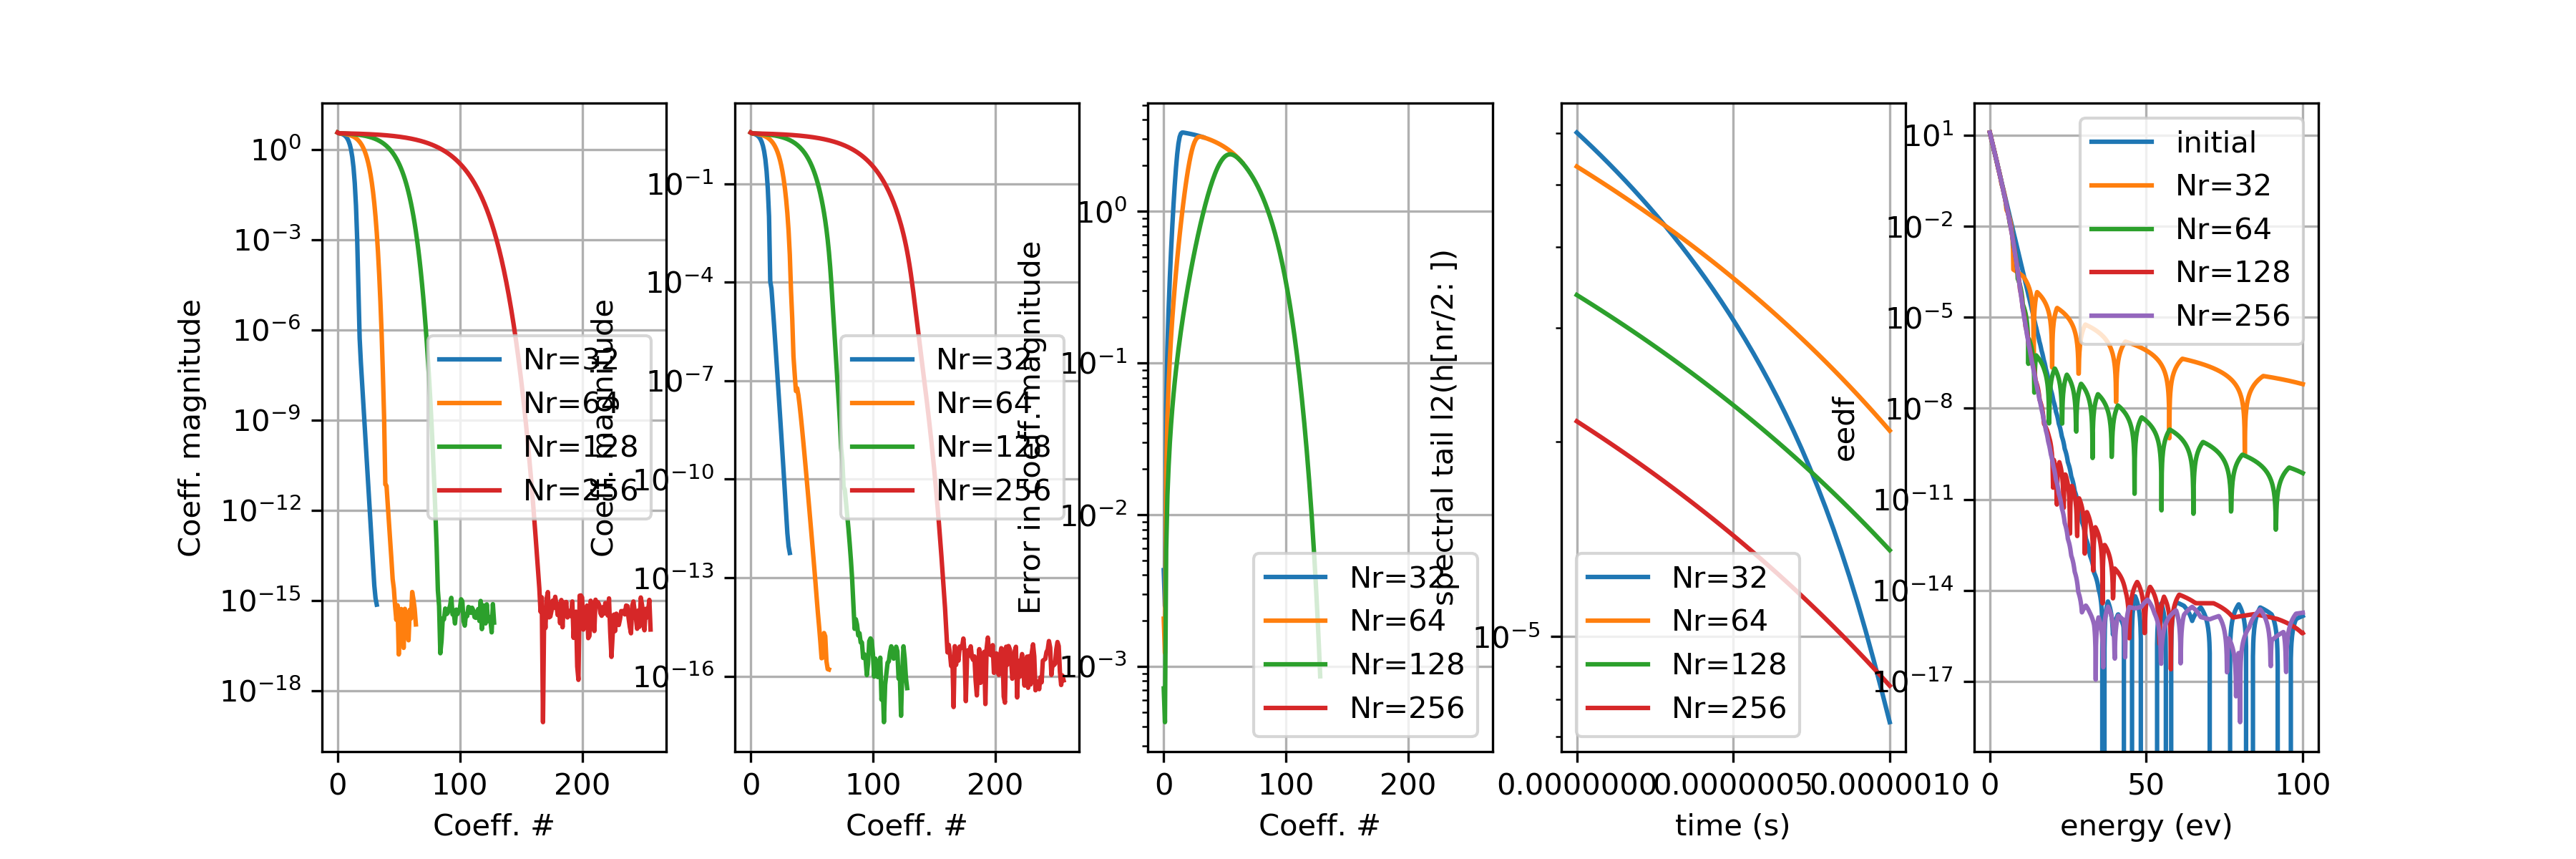 10^0
10^-3
10^-6
10^-9
10^-12
10^-15
10^-18
Coeff. magnitude
0 100 200
Coeff. #
Nr=32
Nr=64
Nr=128
Nr=256
10^-1
10^-4
10^-7
10^-10
10^-13
10^-16
Coeff. magnitude
0 100 200
Coeff. #
Nr=32
Nr=64
Nr=128
Nr=256
10^0
10^-1
10^-2
10^-3
Error in coeff. magnitude
0 100 200
Coeff. #
Nr=32
Nr=64
Nr=128
Nr=256
10^-5
spectral tail l2(h[nr/2: ])
0.0000000 0.0000005 0.0000010
time (s)
Nr=32
Nr=64
Nr=128
Nr=256
10^1
10^-2
10^-5
10^-8
10^-11
10^-14
10^-17
eedf
0 50 100
energy (ev)
initial
Nr=32
Nr=64
Nr=128
Nr=256